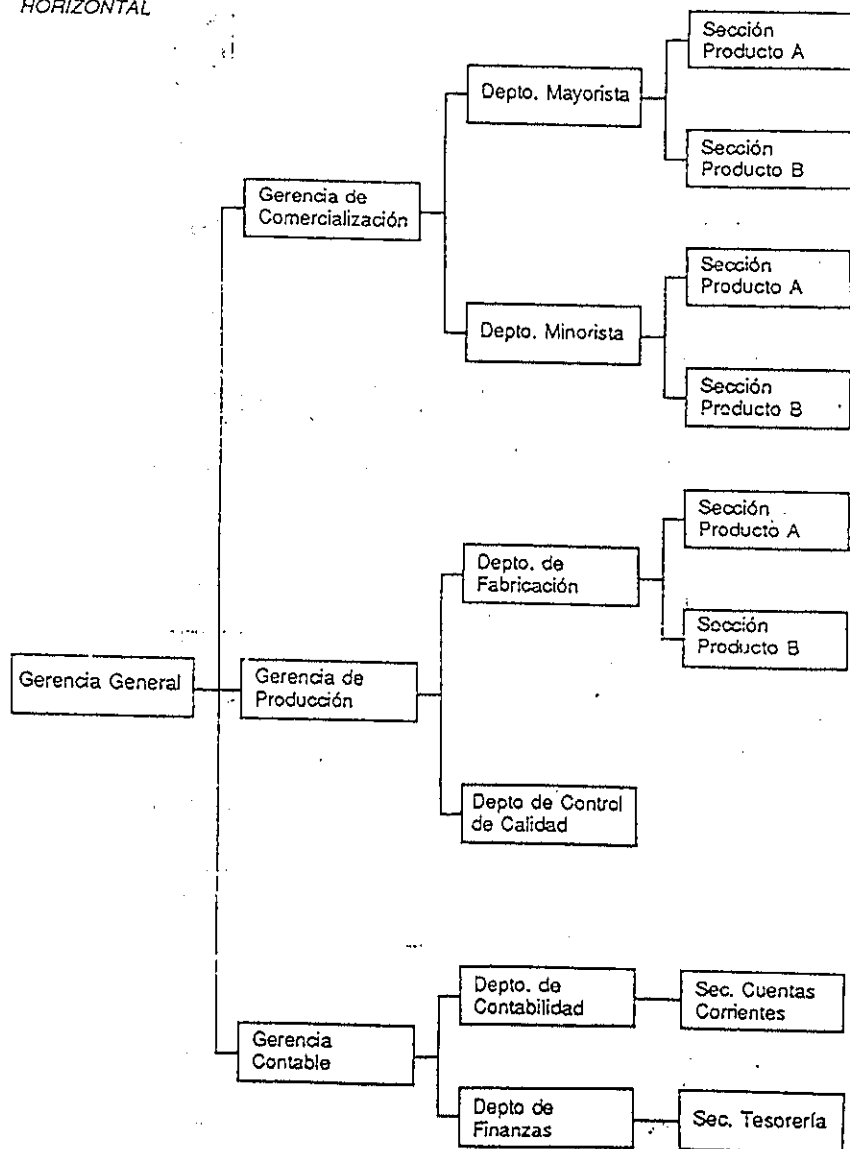 HORIZONTAL
Sección
Producto A
Depto. Mayorista
Sección
Producto B
Gerencia de
Comercialización
Sección
Producto A
Depto. Minorista
Sección
Producto B
Sección
Producto A
Depto. de
Fabricación
Sección
Producto B
Gerencia General
Gerencia de
Producción
Depto de Control
de Calidad
Depto. de
Contabilidad
Sec. Cuentas
Corrientes
Gerencia
Contable
Depto de
Finanzas
Sec. Tesorería